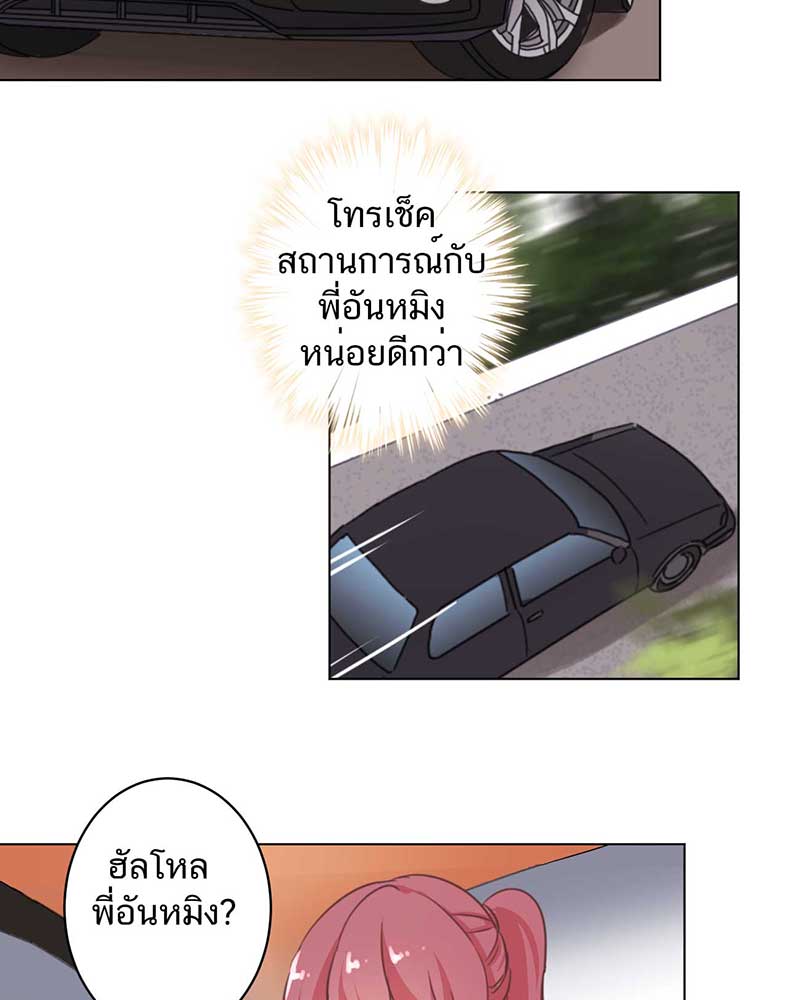 โทรเช็ค
สถานการณ์กับ
พี่อันหมิง
หน่อยดีกว่า
ฮัลโหล
พี่อันหมิง?